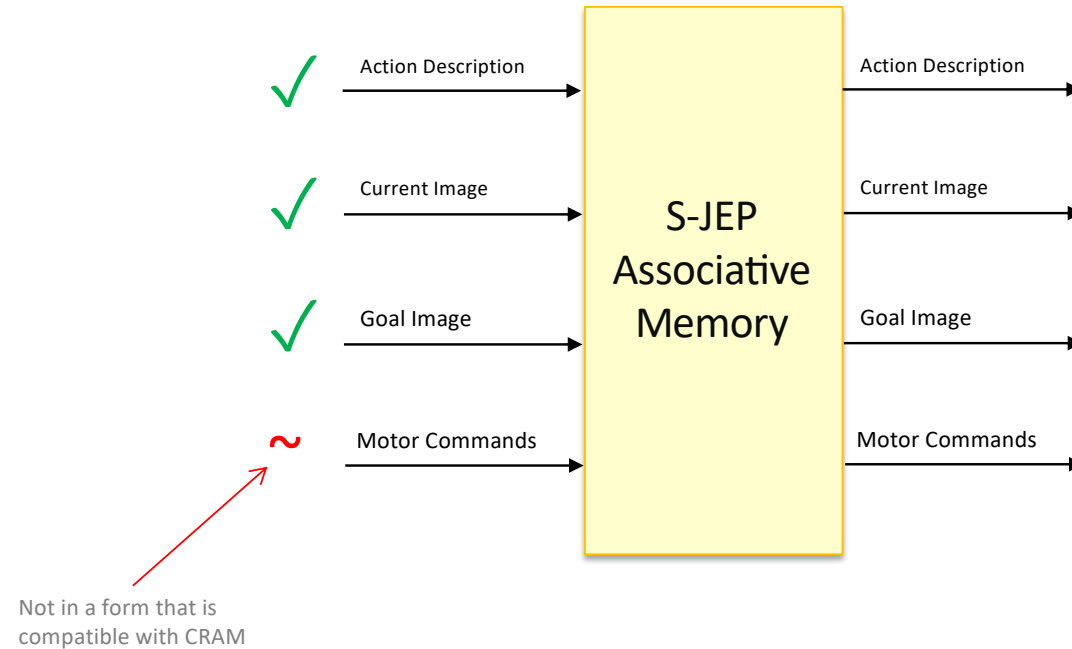 Action Description
Action Description
Current Image
Current Image
S-JEP
Associative
Memory
Goal Image
Goal Image
~
Motor Commands
Motor Commands
Not in a form that is
compatible with CRAM